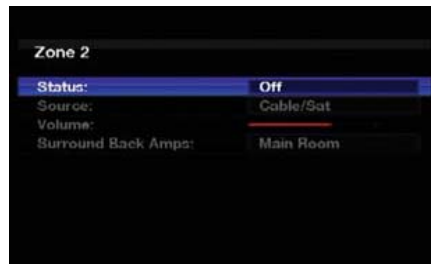 Zone 2
Status: Off
Source: Cable/Sat
Volume:
Surround Back Amps: Main Room